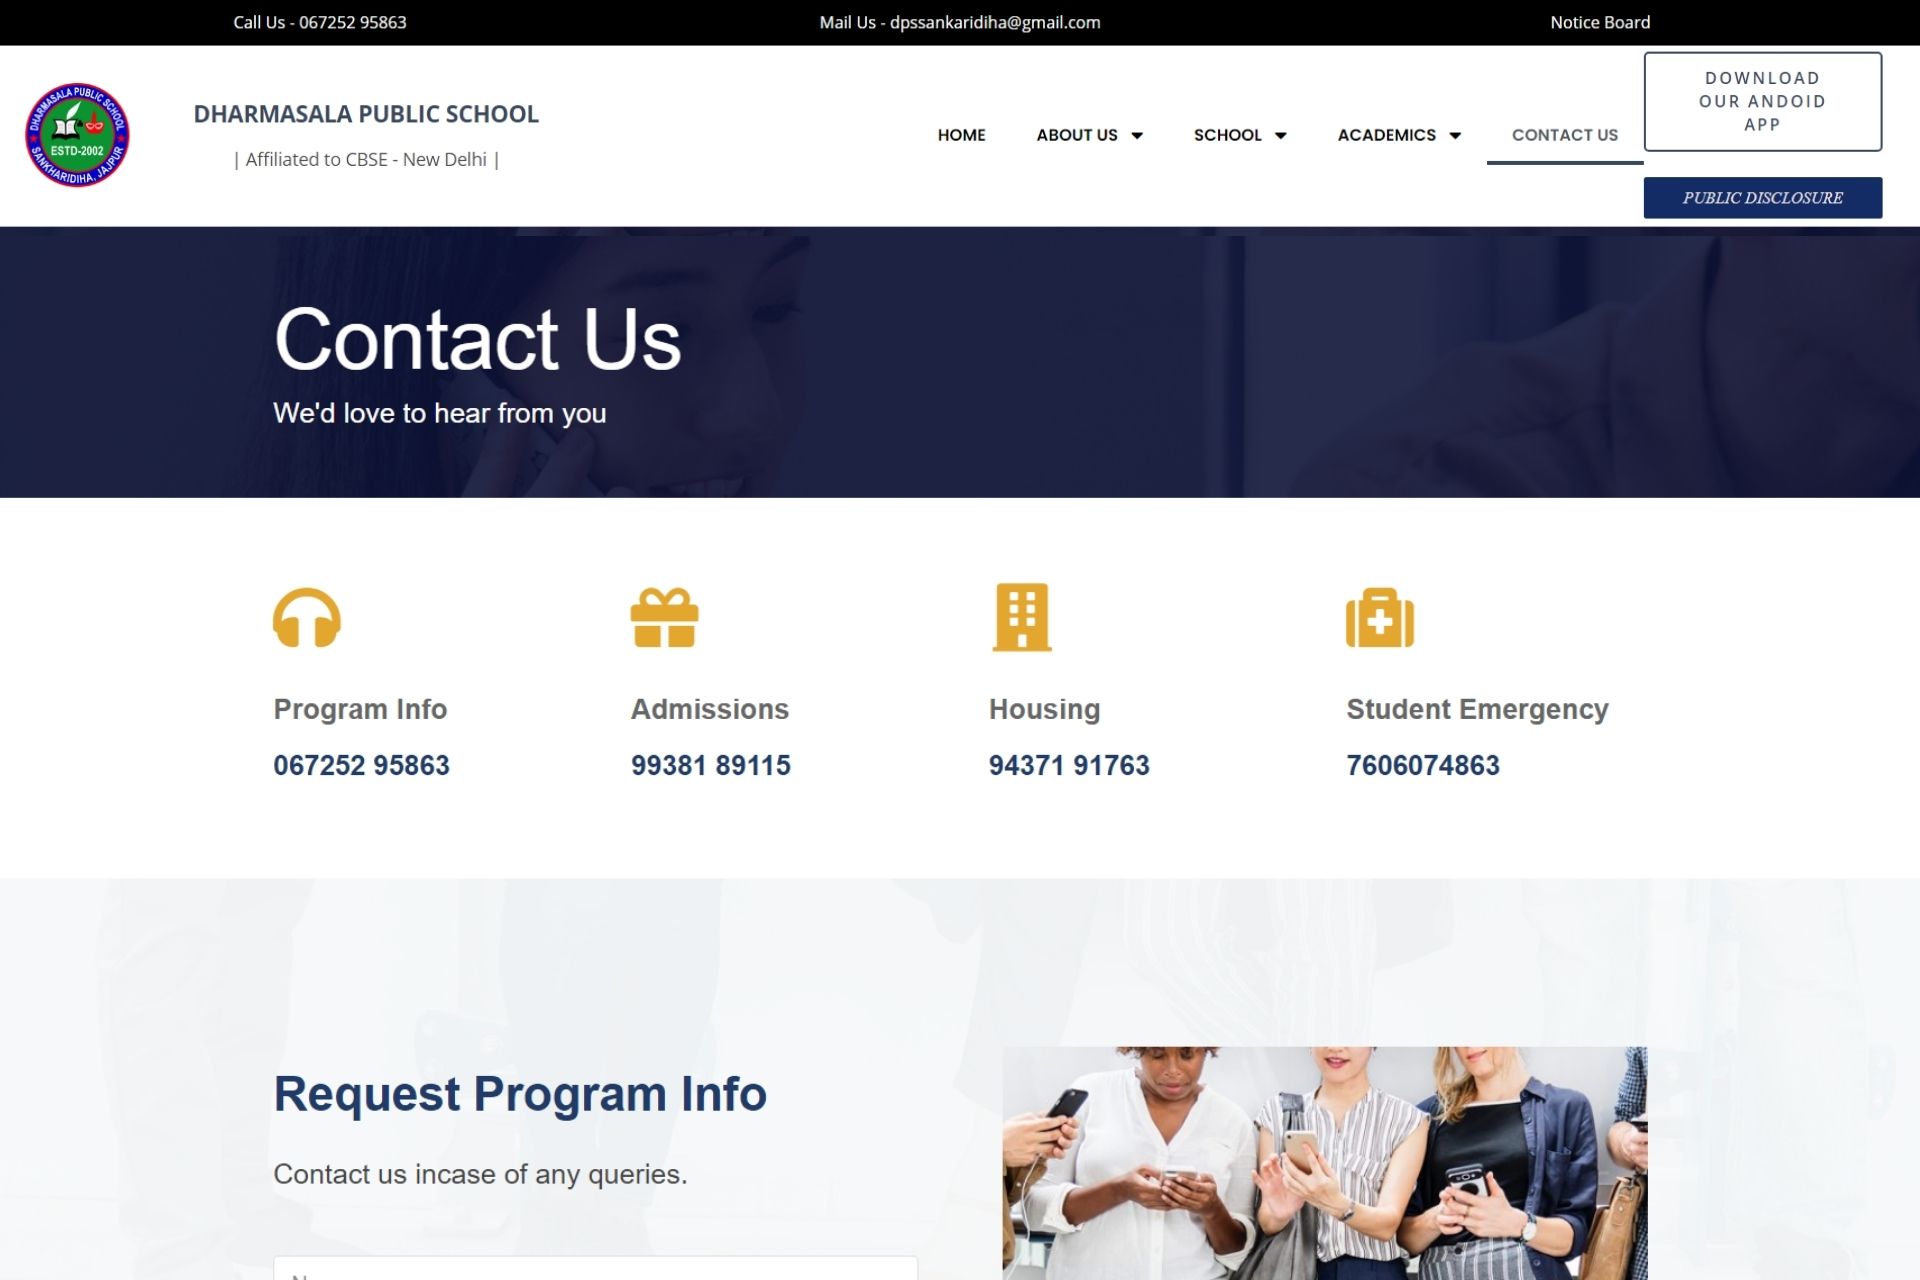 Call Us - 067252 95863
Mail Us - dpssankaridiha@gmail.com
Notice Board
DHARMASALA PUBLIC SCHOOL
ESTD-2002
SANKHARIDIHA, JAJPUR
DHARMASALA PUBLIC SCHOOL
| Affiliated to CBSE - New Delhi |
HOME
ABOUT US
SCHOOL
ACADEMICS
CONTACT US
DOWNLOAD
OUR ANDOID
APP
PUBLIC DISCLOSURE
Contact Us
We'd love to hear from you
Program Info
067252 95863
Admissions
99381 89115
Housing
94371 91763
Student Emergency
7606074863
Request Program Info
Contact us incase of any queries.